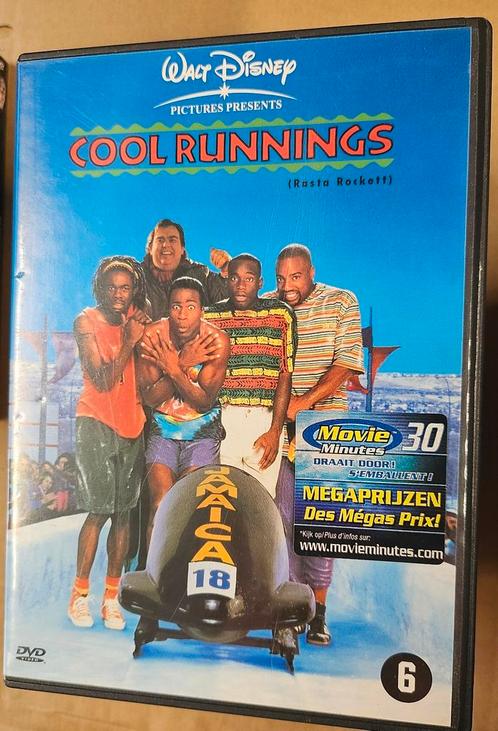 WALT DISNEY
PICTURES PRESENTS
COOL RUNNINGS
(Rasta Rockett)
Movie 30
Minutes
DRAAIT DOOR!
S'EMBALLENT!
MEGAPRIJZEN
Des Mégas Prix!
*Kijk op/Plus d'infos sur:
www.movieminutes.com
JAMAICA
18
DVD
VIDEO
6